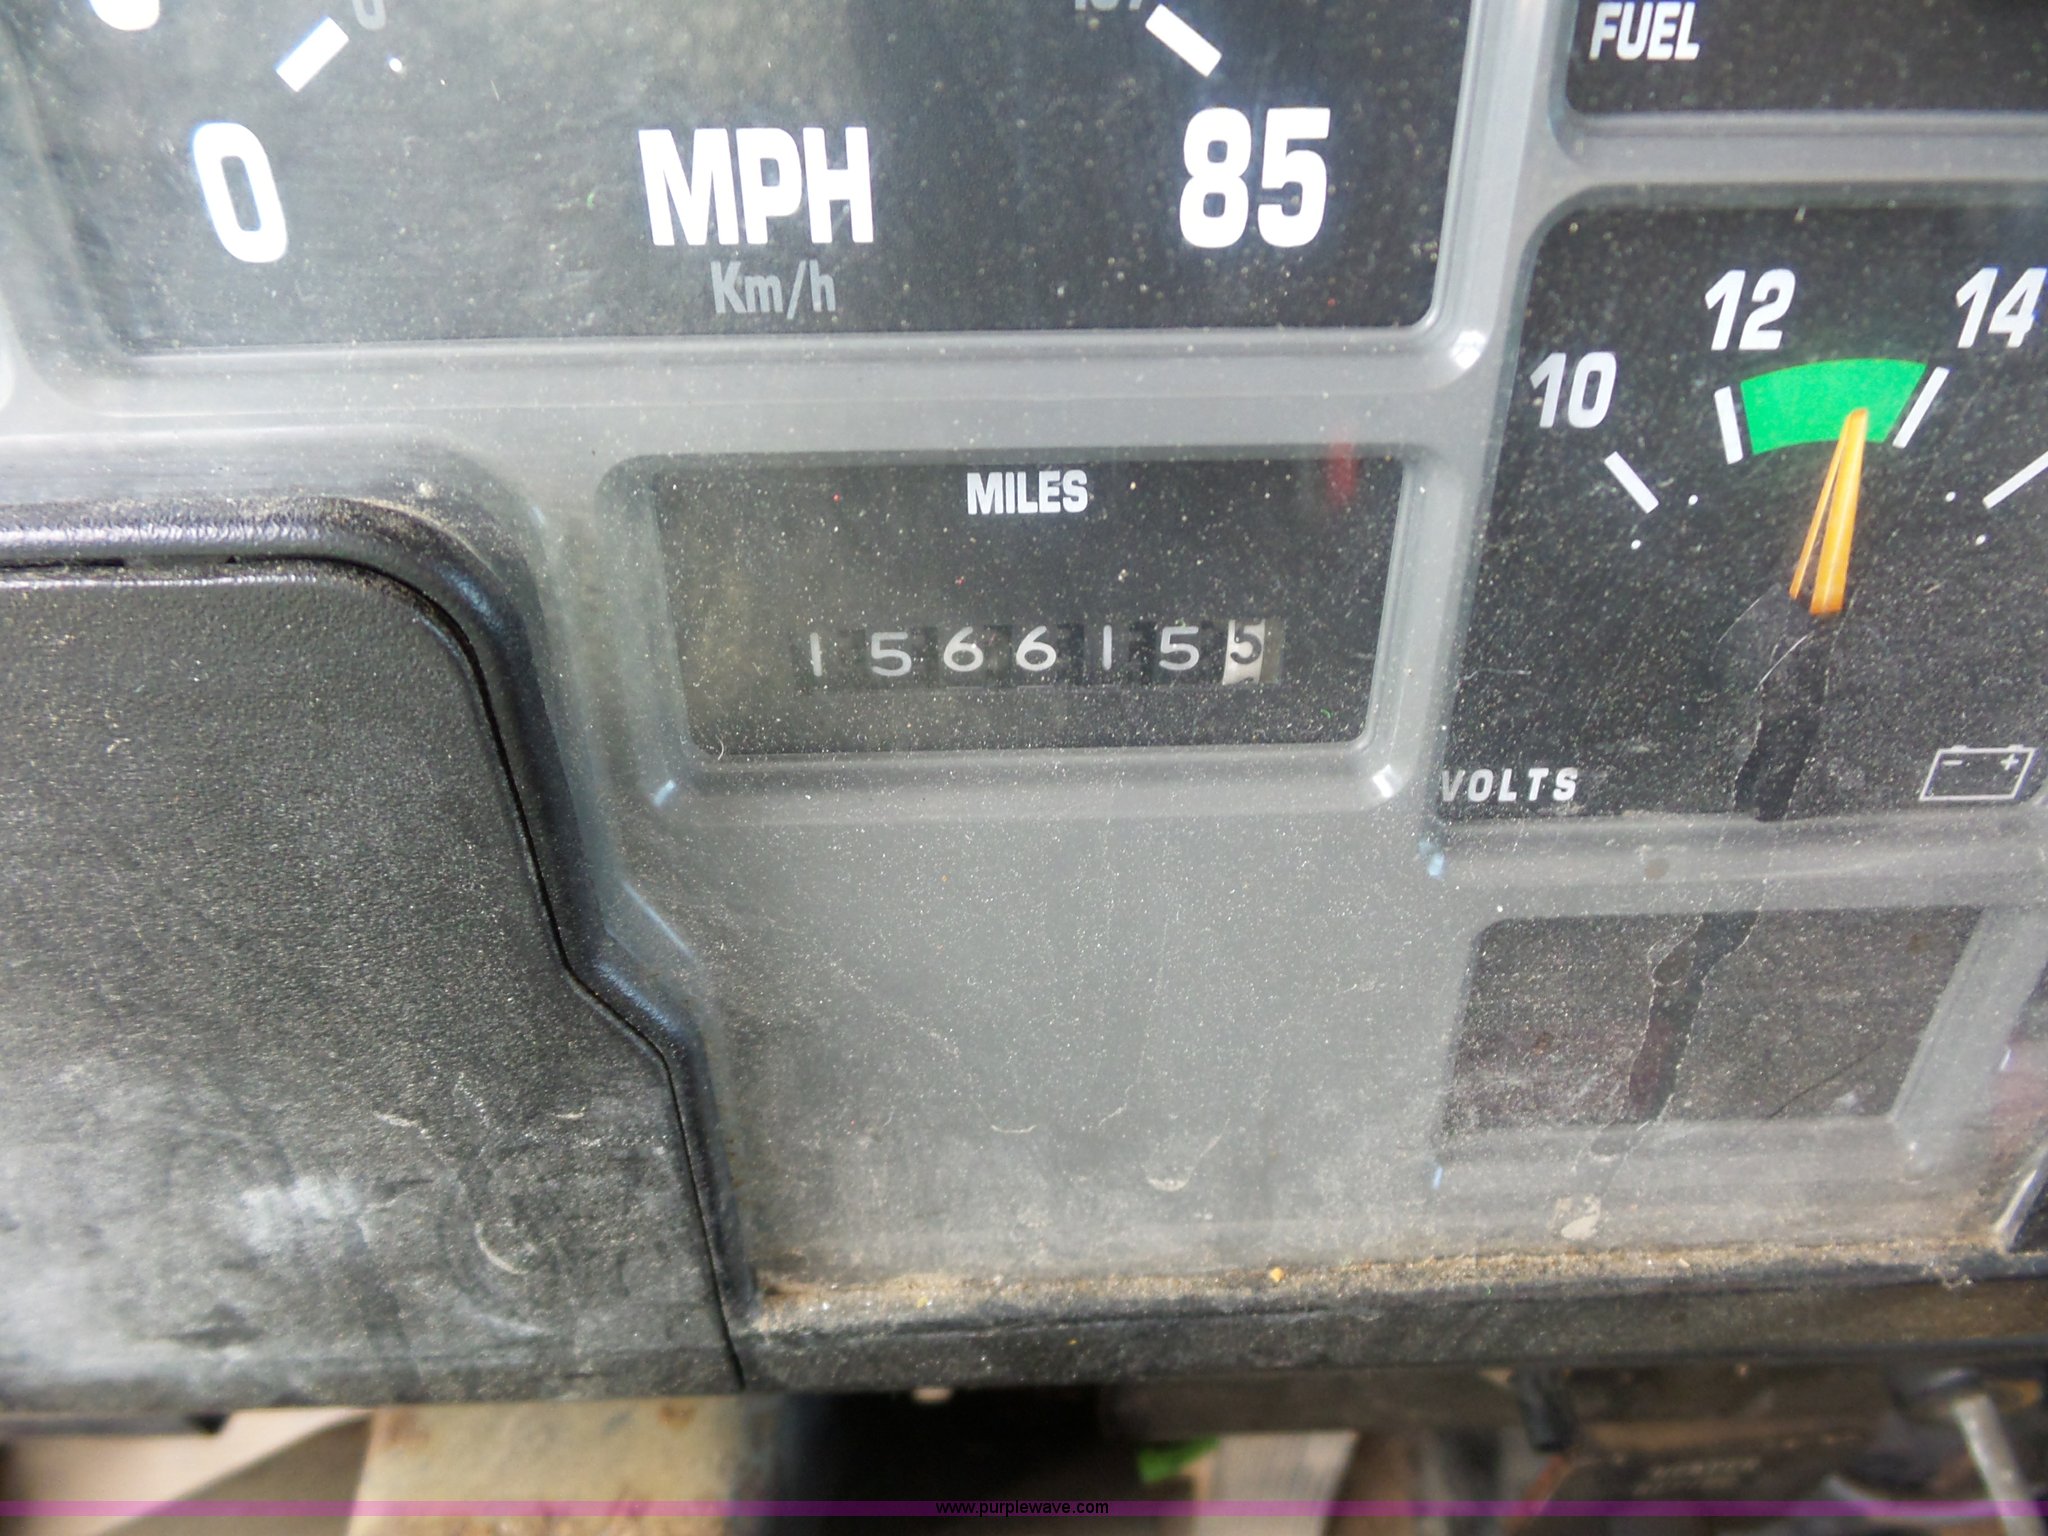 FUEL
0 MPH 85
Km/h
10 12 14
MILES
1566155
VOLTS
- +
www.purplewave.com